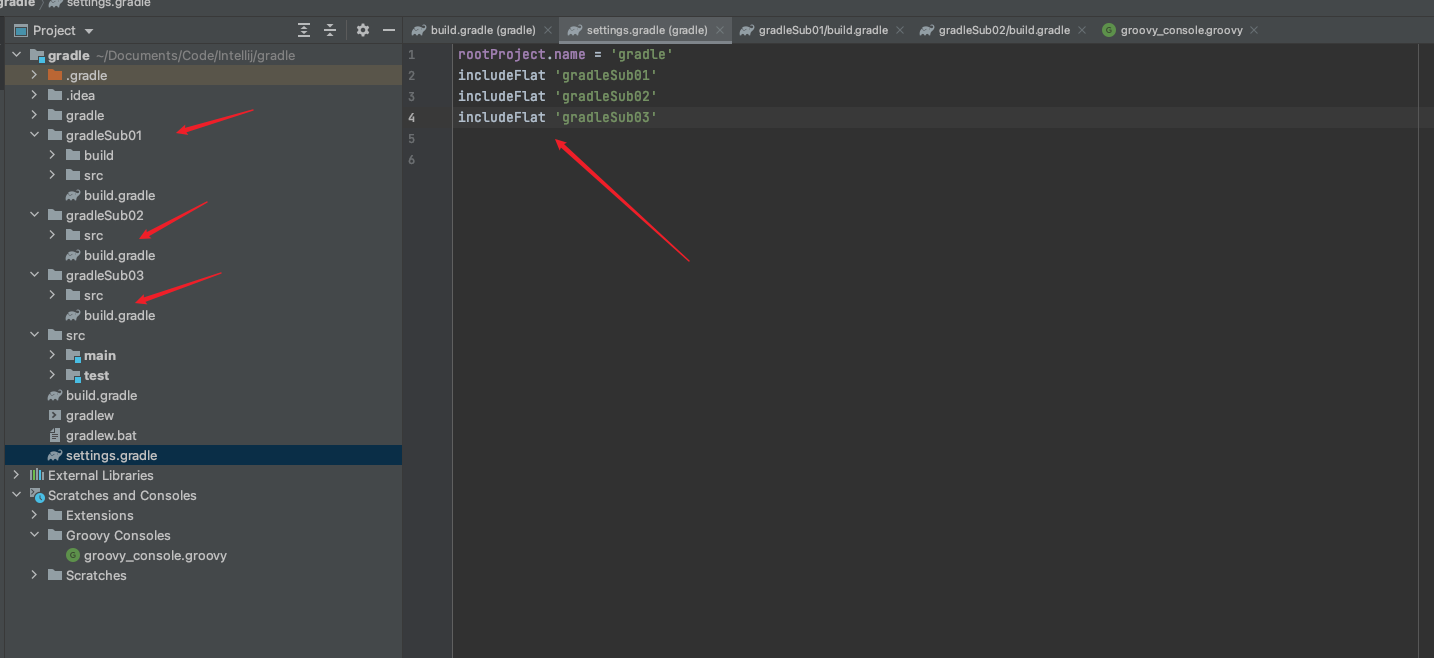 gradle › settings.gradle
Project
build.gradle (gradle)
settings.gradle (gradle)
gradleSub01/build.gradle
gradleSub02/build.gradle
groovy_console.groovy
gradle ~/Documents/Code/Intellij/gradle
.gradle
.idea
gradle
gradleSub01
build
src
build.gradle
gradleSub02
src
build.gradle
gradleSub03
src
build.gradle
src
main
test
build.gradle
gradlew
gradlew.bat
settings.gradle
External Libraries
Scratches and Consoles
Extensions
Groovy Consoles
groovy_console.groovy
Scratches
1 rootProject.name = 'gradle'
2 includeFlat 'gradleSub01'
3 includeFlat 'gradleSub02'
4 includeFlat 'gradleSub03'
5
6